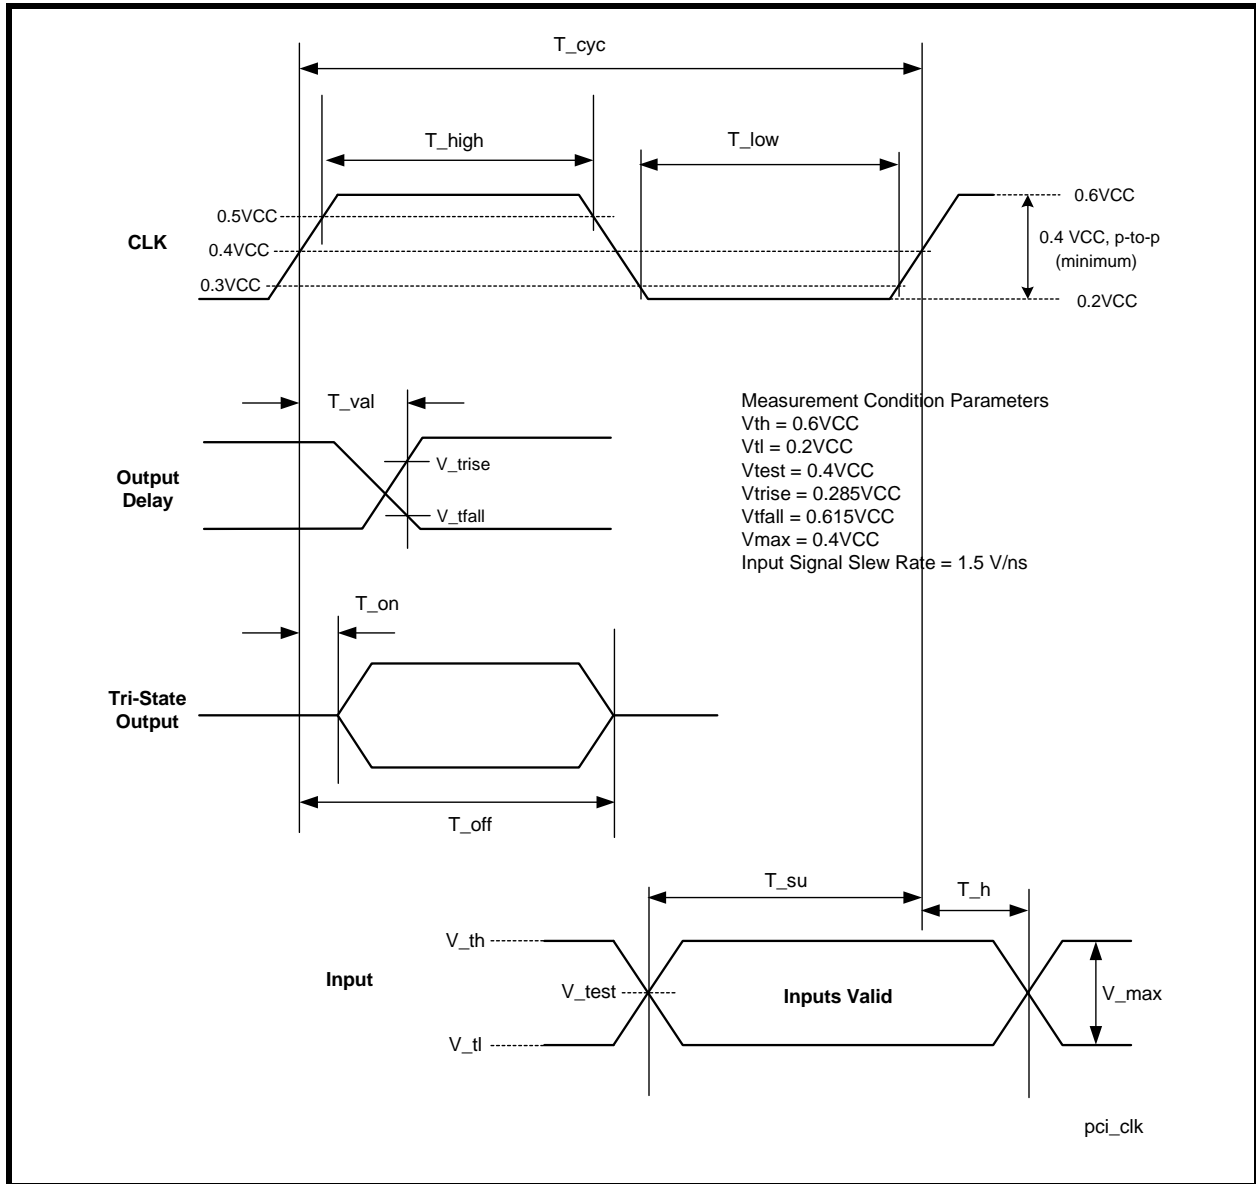 T_cyc
T_high
T_low
0.5VCC
0.6VCC
CLK
0.4VCC
0.4 VCC, p-to-p
(minimum)
0.3VCC
0.2VCC
T_val
Measurement Condition Parameters
Vth = 0.6VCC
Vtl = 0.2VCC
Vtest = 0.4VCC
Vtrise = 0.285VCC
Vtfall = 0.615VCC
Vmax = 0.4VCC
Input Signal Slew Rate = 1.5 V/ns
Output
Delay
V_trise
V_tfall
T_on
Tri-State
Output
T_off
T_su
T_h
V_th
Input
V_test
Inputs Valid
V_max
V_tl
pci_clk